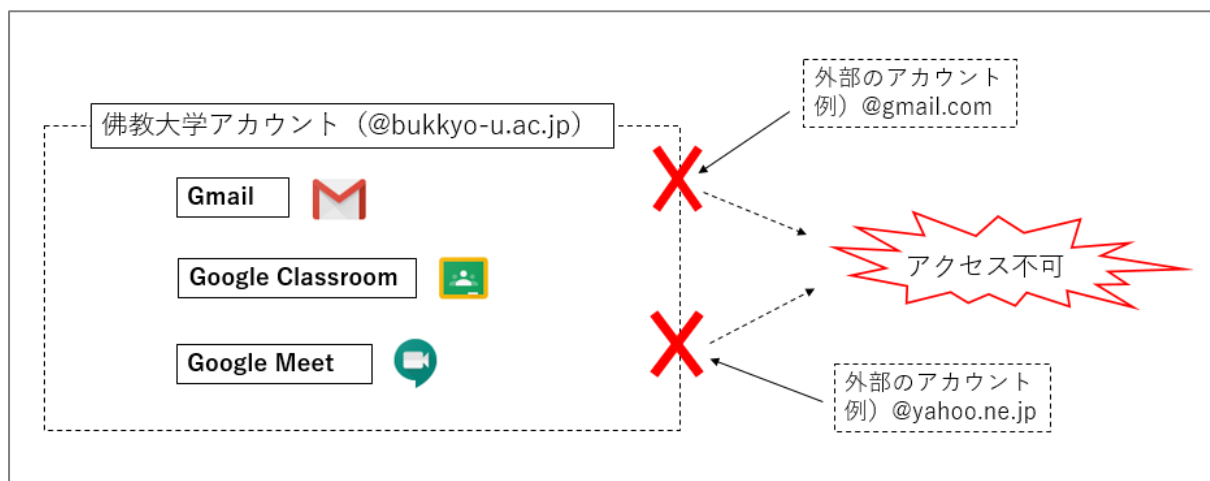 外部のアカウント
例）@gmail.com
佛教大学アカウント（@bukkyo-u.ac.jp）
Gmail
Google Classroom
アクセス不可
Google Meet
外部のアカウント
例）@yahoo.ne.jp